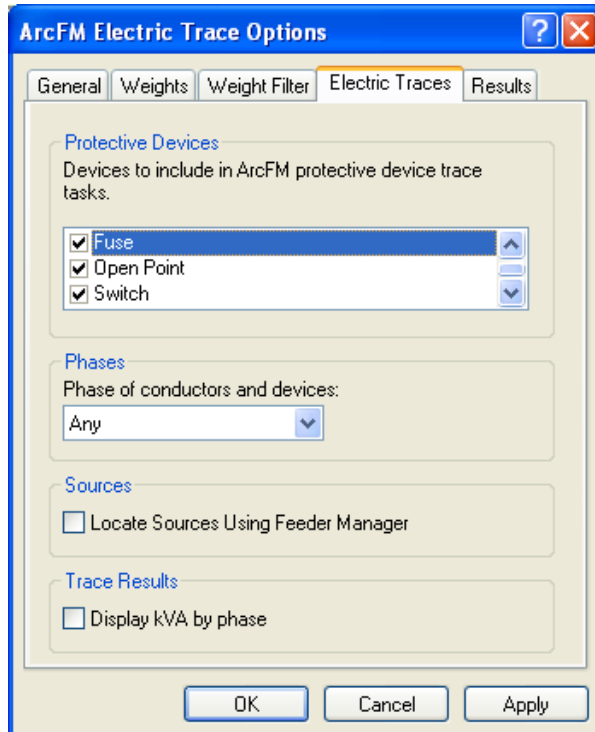 ArcFM Electric Trace Options
General Weights Weight Filter Electric Traces Results
Protective Devices
Devices to include in ArcFM protective device trace
tasks.
Fuse
Open Point
Switch
Phases
Phase of conductors and devices:
Any
Sources
Locate Sources Using Feeder Manager
Trace Results
Display kVA by phase
OK Cancel Apply